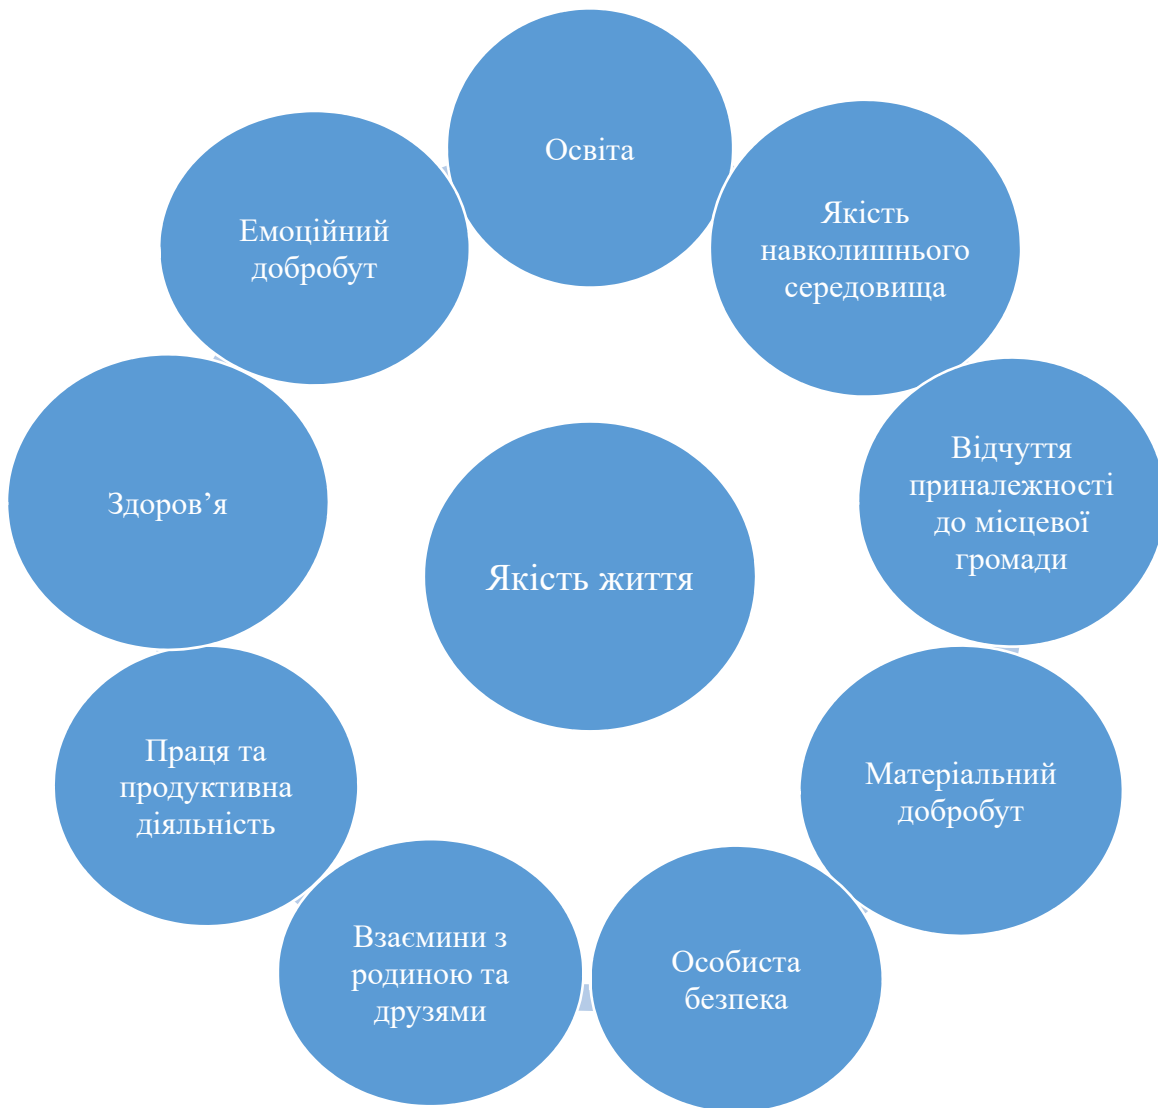 Освіта
Якість
навколишнього
середовища
Відчуття
приналежності
до місцевої
громади
Матеріальний
добробут
Особиста
безпека
Взаємини з
родиною та
друзями
Праця та
продуктивна
діяльність
Здоров’я
Емоційний
добробут
Якість життя